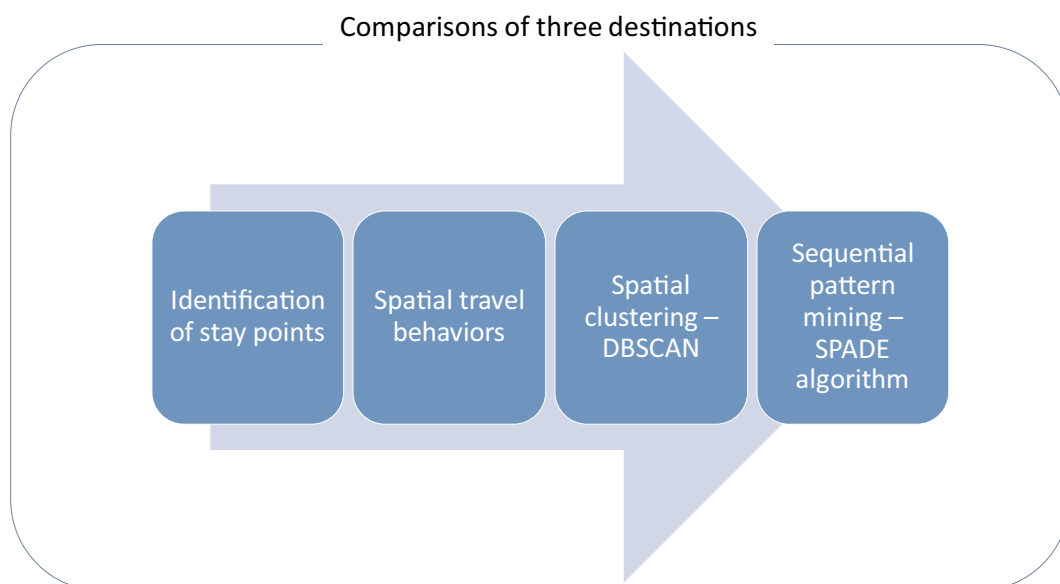 Comparisons of three destinations
Identification
of stay points
Spatial travel
behaviors
Spatial
clustering –
DBSCAN
Sequential
pattern
mining –
SPADE
algorithm